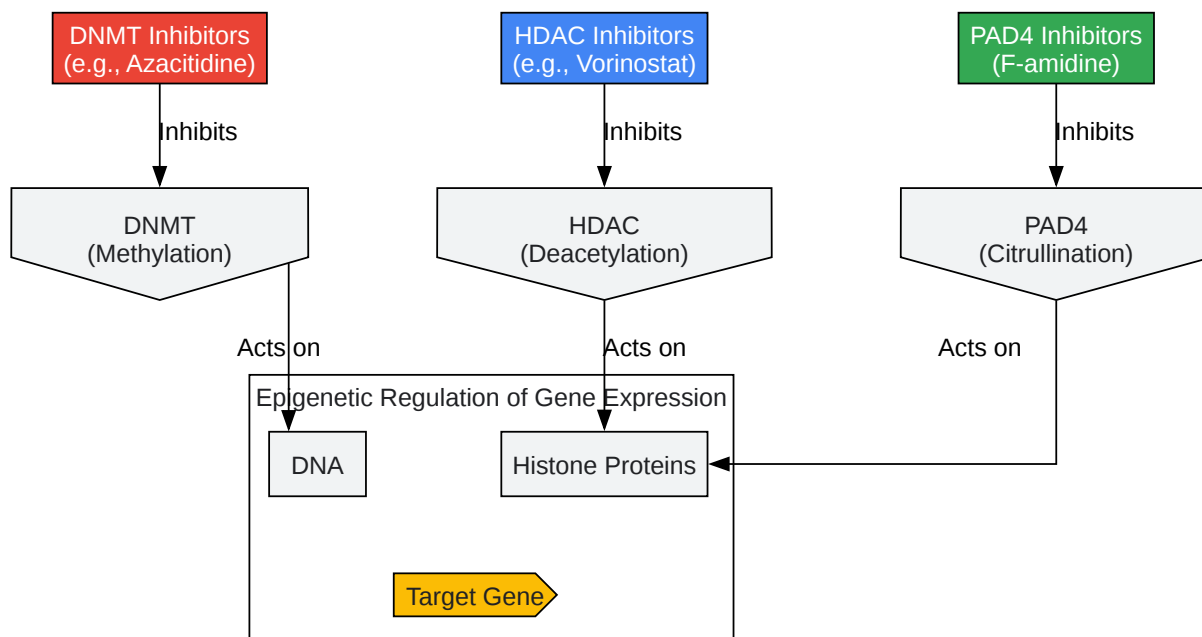 DNMT Inhibitors
(e.g., Azacitidine)
HDAC Inhibitors
(e.g., Vorinostat)
PAD4 Inhibitors
(F-amidine)
Inhibits
Inhibits
Inhibits
DNMT
(Methylation)
HDAC
(Deacetylation)
PAD4
(Citrullination)
Acts on
Acts on
Acts on
Epigenetic Regulation of Gene Expression
DNA
Histone Proteins
Target Gene